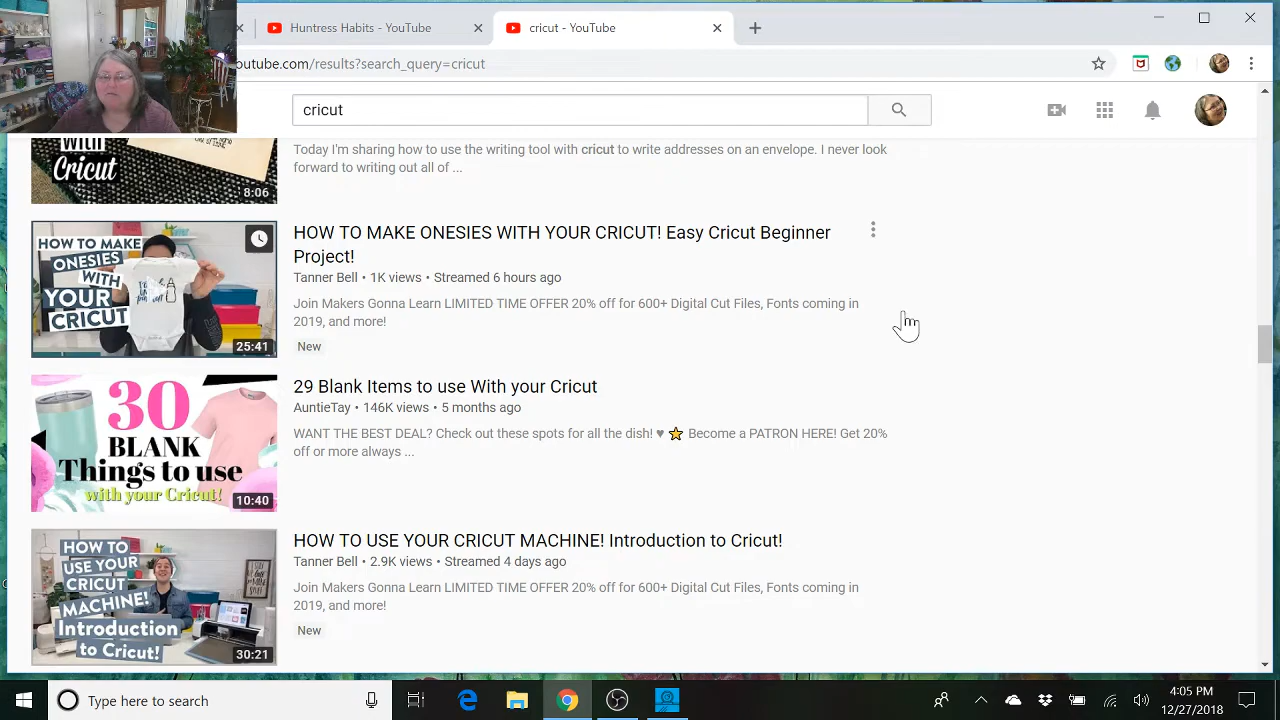 Huntress Habits - YouTube
cricut - YouTube
outube.com/results?search_query=cricut
cricut
With
Cricut
8:06
Today I'm sharing how to use the writing tool with cricut to write addresses on an envelope. I never look
forward to writing out all of ...
HOW TO MAKE
ONESIES
WITH
YOUR
CRICUT
25:41
HOW TO MAKE ONESIES WITH YOUR CRICUT! Easy Cricut Beginner
Project!
Tanner Bell • 1K views • Streamed 6 hours ago
Join Makers Gonna Learn LIMITED TIME OFFER 20% off for 600+ Digital Cut Files, Fonts coming in
2019, and more!
New
30
BLANK
Things to use
with your Cricut!
10:40
29 Blank Items to use With your Cricut
AuntieTay • 146K views • 5 months ago
WANT THE BEST DEAL? Check out these spots for all the dish! ♥ ⭐ Become a PATRON HERE! Get 20%
off or more always ...
HOW TO
USE YOUR
CRICUT
MACHINE!
Introduction
to Cricut!
30:21
HOW TO USE YOUR CRICUT MACHINE! Introduction to Cricut!
Tanner Bell • 2.9K views • Streamed 4 days ago
Join Makers Gonna Learn LIMITED TIME OFFER 20% off for 600+ Digital Cut Files, Fonts coming in
2019, and more!
New
Type here to search
4:05 PM
12/27/2018